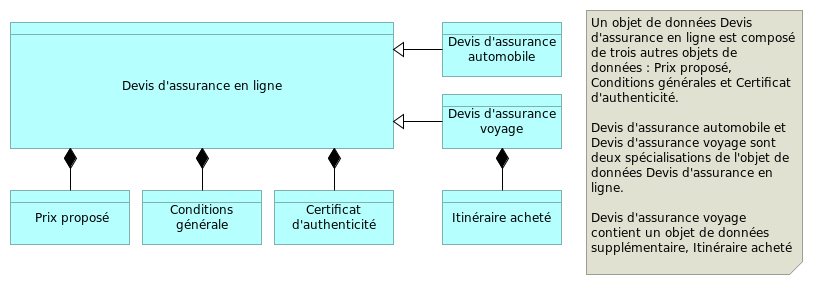 Devis d'assurance en ligne
Devis d'assurance
automobile
Devis d'assurance
voyage
Prix proposé
Conditions
générale
Certificat
d'authenticité
Itinéraire acheté
Un objet de données Devis
d'assurance en ligne est composé
de trois autres objets de
données : Prix proposé,
Conditions générales et Certificat
d'authenticité.
Devis d'assurance automobile et
Devis d'assurance voyage sont
deux spécialisations de l'objet de
données Devis d'assurance en
ligne.
Devis d'assurance voyage
contient un objet de données
supplémentaire, Itinéraire acheté